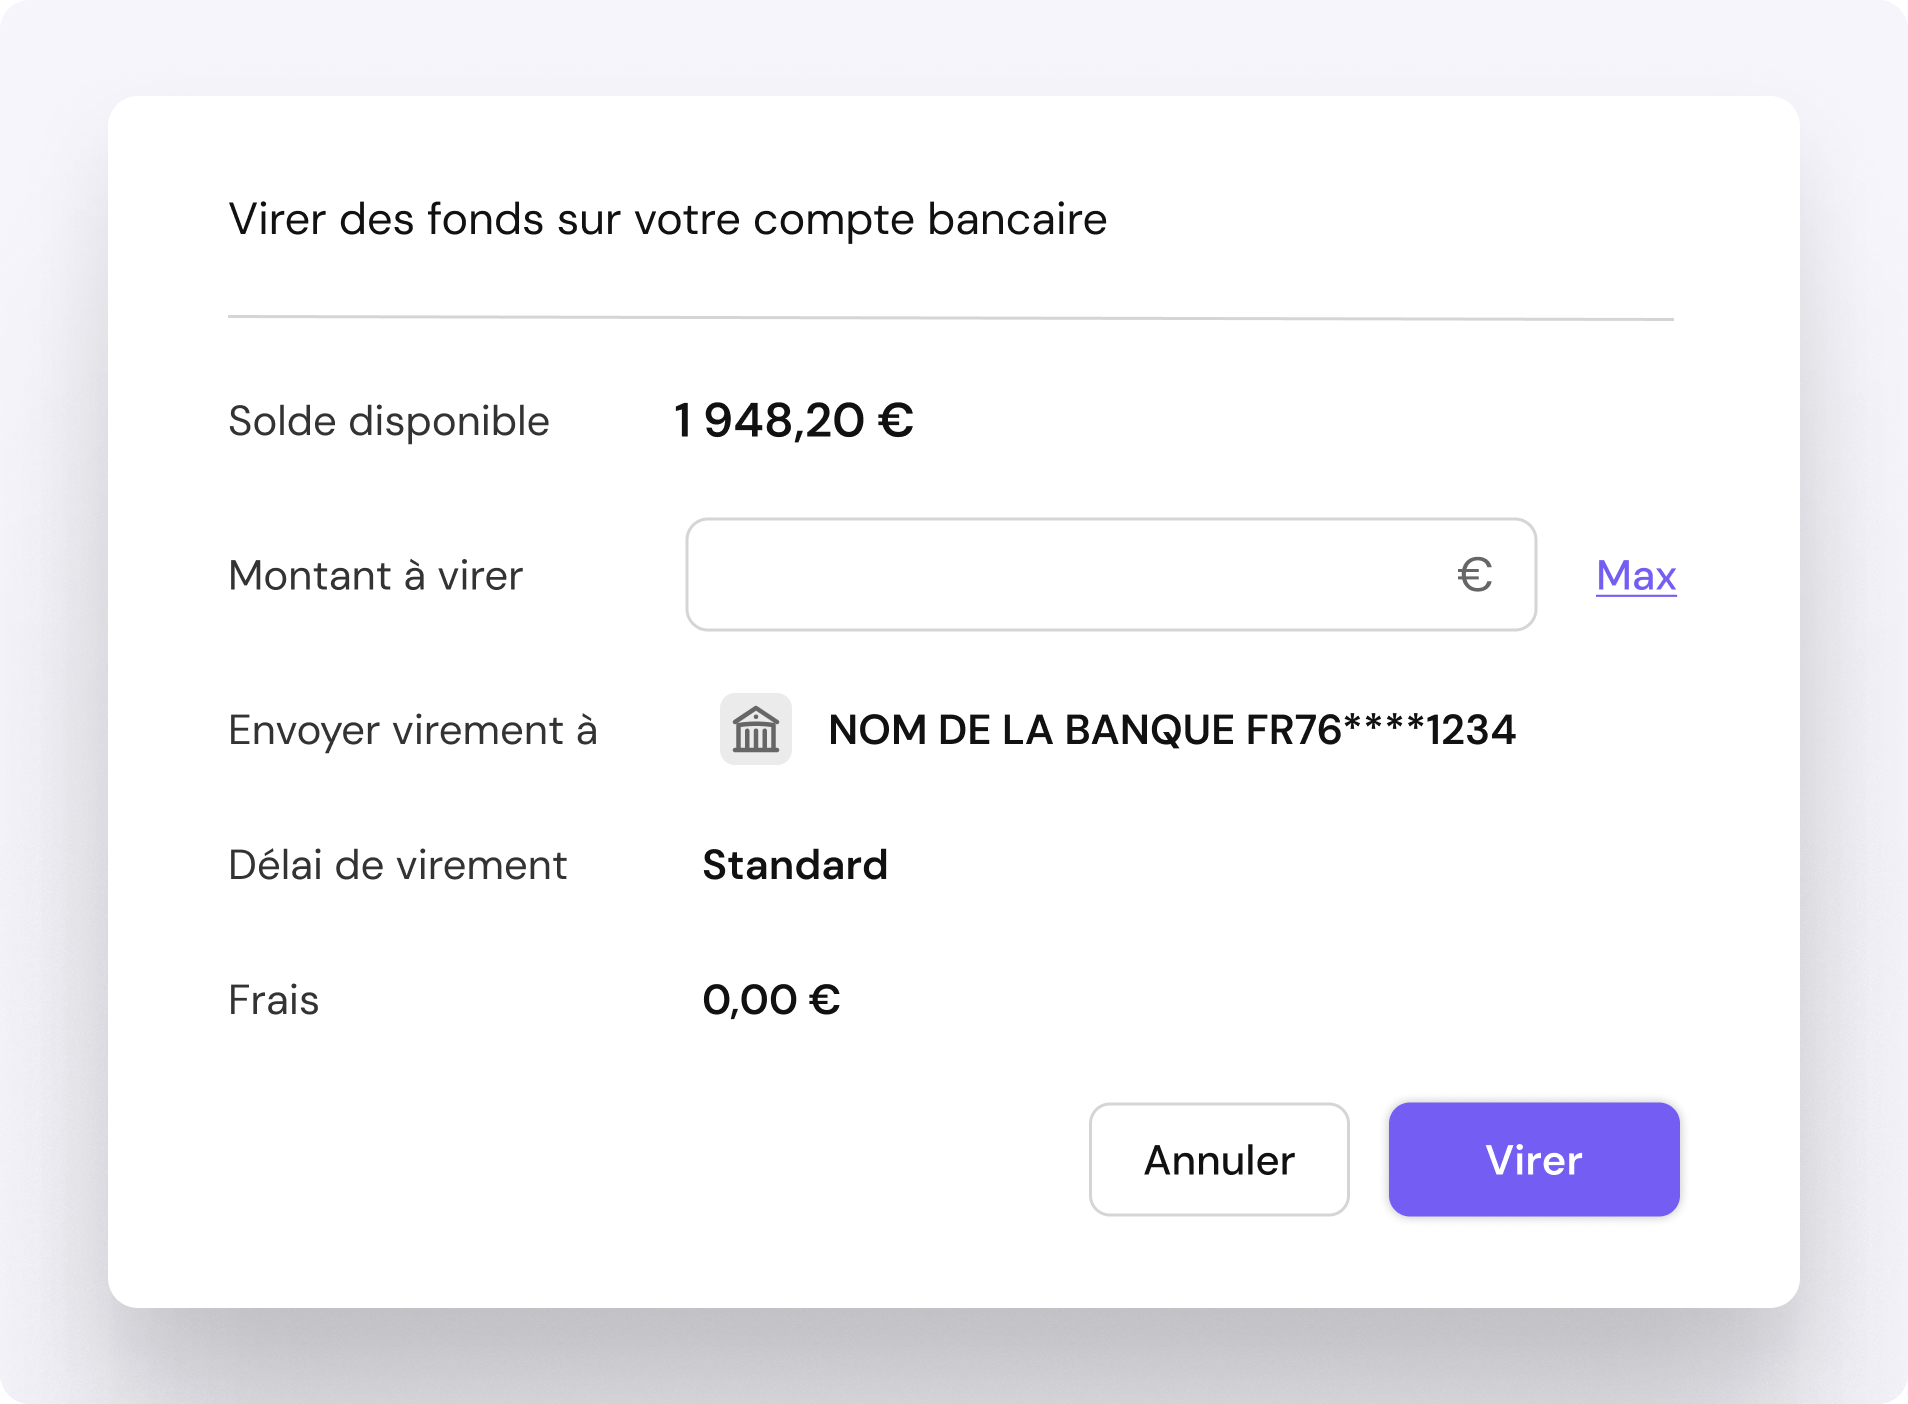 Virer des fonds sur votre compte bancaire
Solde disponible 1 948,20 €
Montant à virer € Max
Envoyer virement à NOM DE LA BANQUE FR76****1234
Délai de virement Standard
Frais 0,00 €
Annuler Virer